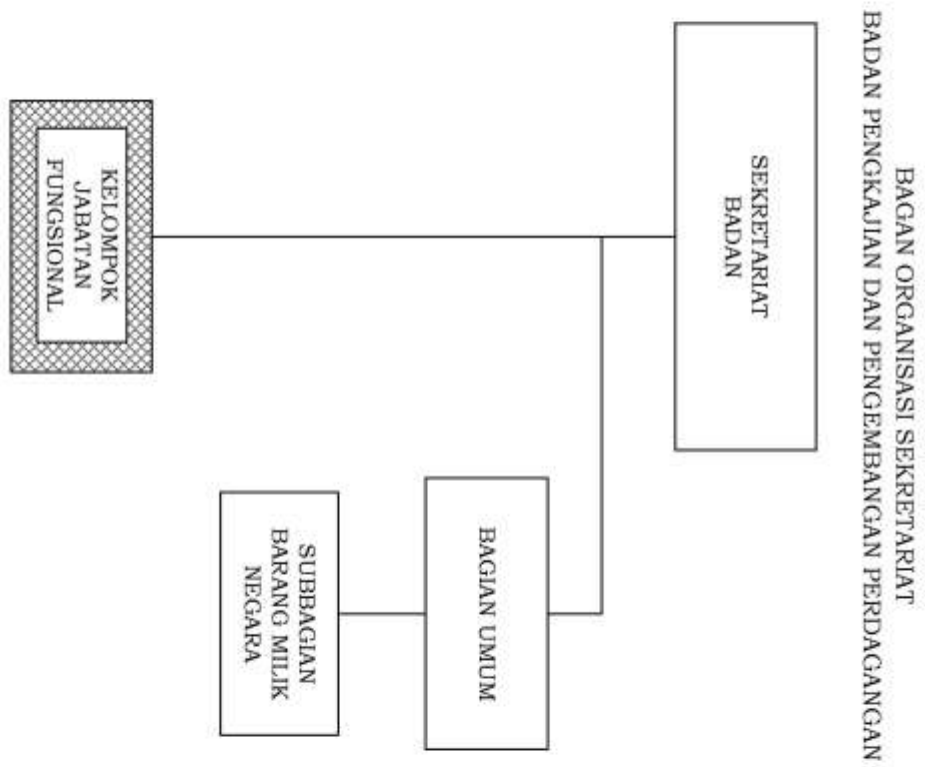 BAGAN ORGANISASI SEKRETARIAT
BADAN PENGKAJIAN DAN PENGEMBANGAN PERDAGANGAN
SEKRETARIAT
BADAN
BAGIAN UMUM
SUBBAGIAN
BARANG MILIK
NEGARA
KELOMPOK
JABATAN
FUNGSIONAL